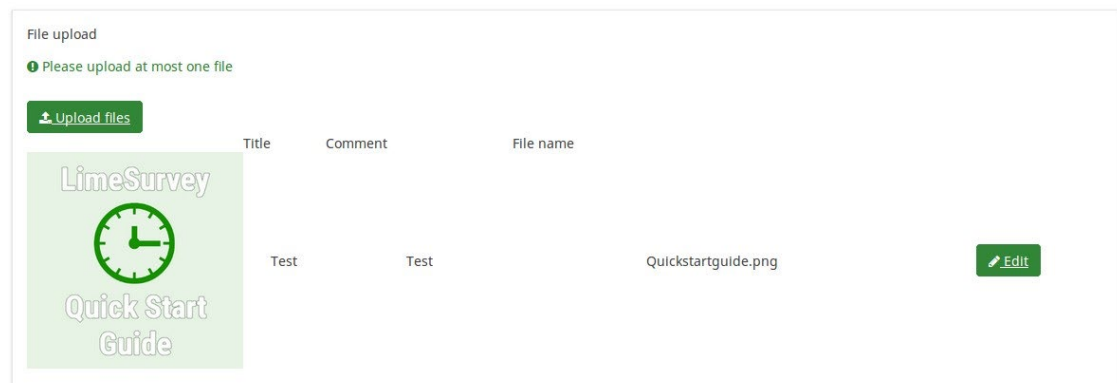 File upload
Please upload at most one file
Upload files
Title Comment File name
LimeSurvey
Quick Start
Guide
Test Test Quickstartguide.png Edit